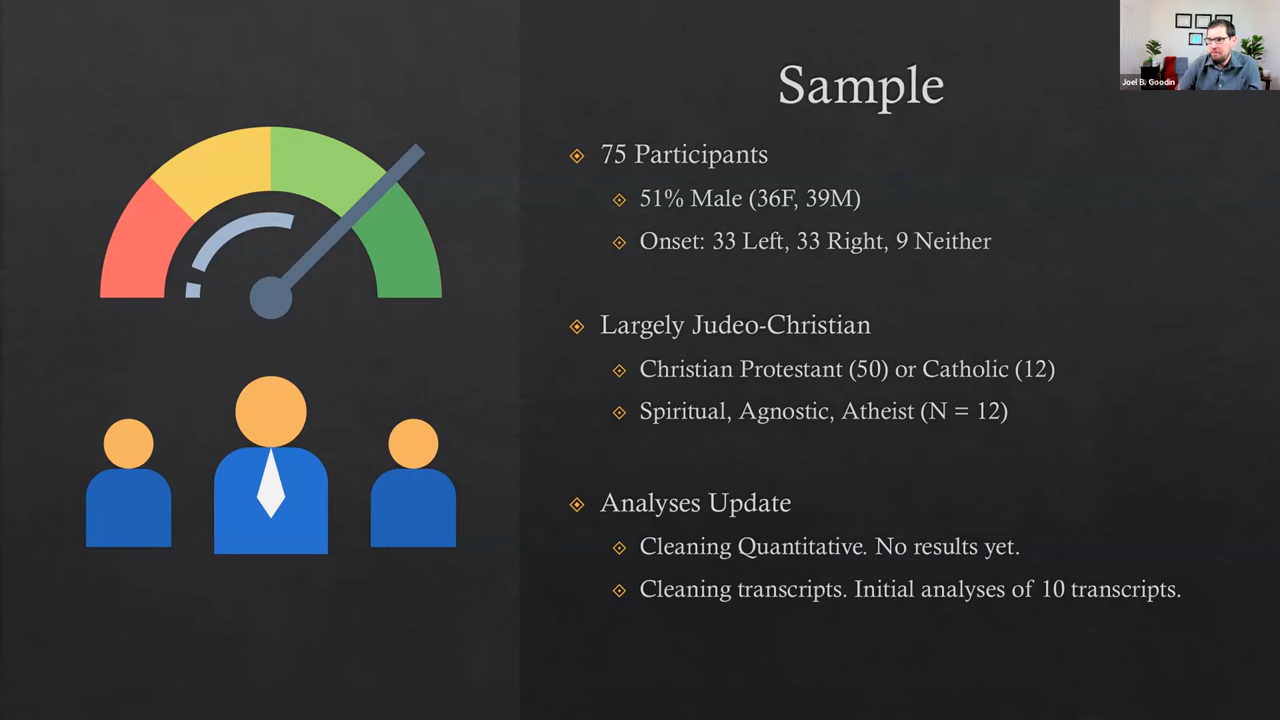 Sample
Joel B. Goodin
75 Participants
51% Male (36F, 39M)
Onset: 33 Left, 33 Right, 9 Neither
Largely Judeo-Christian
Christian Protestant (50) or Catholic (12)
Spiritual, Agnostic, Atheist (N = 12)
Analyses Update
Cleaning Quantitative. No results yet.
Cleaning transcripts. Initial analyses of 10 transcripts.